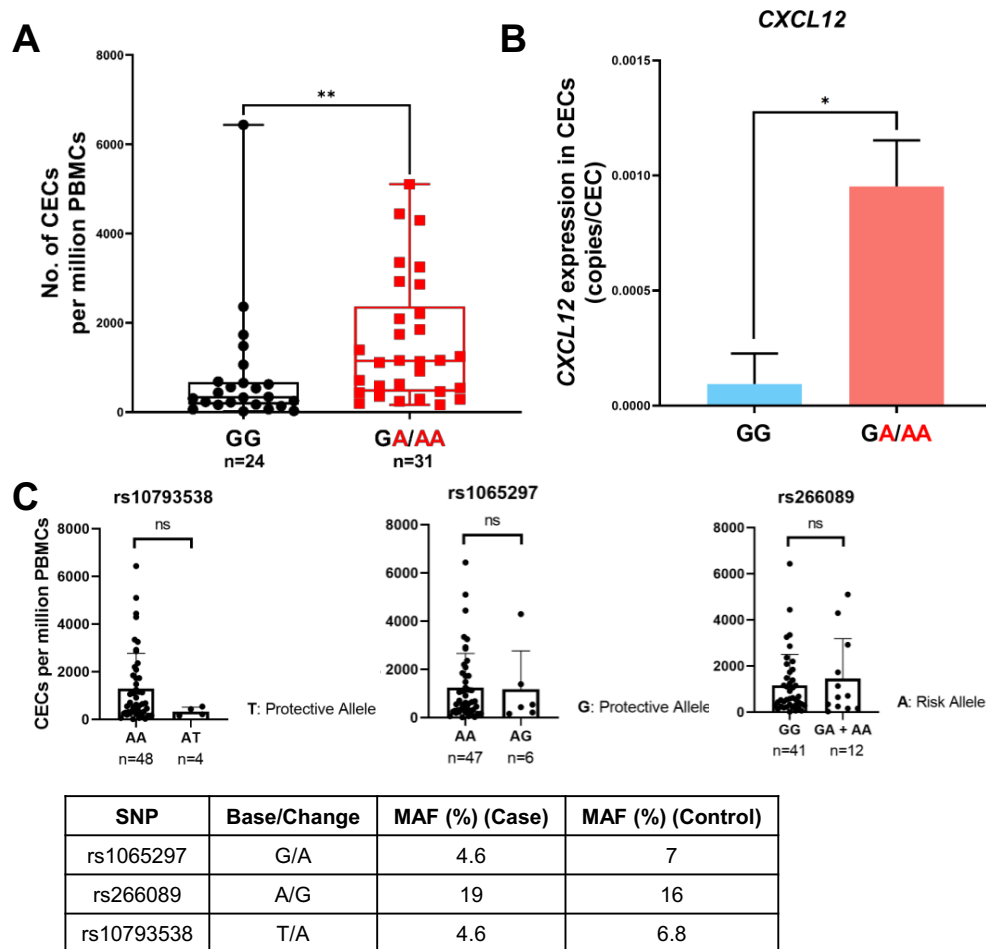 A
8000
6000
4000
2000
0
No. of CECs
per million PBMCs
**
GG
n=24
GA/AA
n=31
B
CXCL12
0.0015
0.0010
0.0005
0.0000
CXCL12 expression in CECs
(copies/CEC)
*
GG
GA/AA
C
rs10793538
CECs per million PBMCs
8000
6000
4000
2000
0
ns
AA
n=48
AT
n=4
T: Protective Allele
rs1065297
8000
6000
4000
2000
0
ns
AA
n=47
AG
n=6
G: Protective Allele
rs266089
8000
6000
4000
2000
0
ns
GG
n=41
GA + AA
n=12
A: Risk Allele
SNP Base/Change MAF (%) (Case) MAF (%) (Control)
rs1065297 G/A 4.6 7
rs266089 A/G 19 16
rs10793538 T/A 4.6 6.8